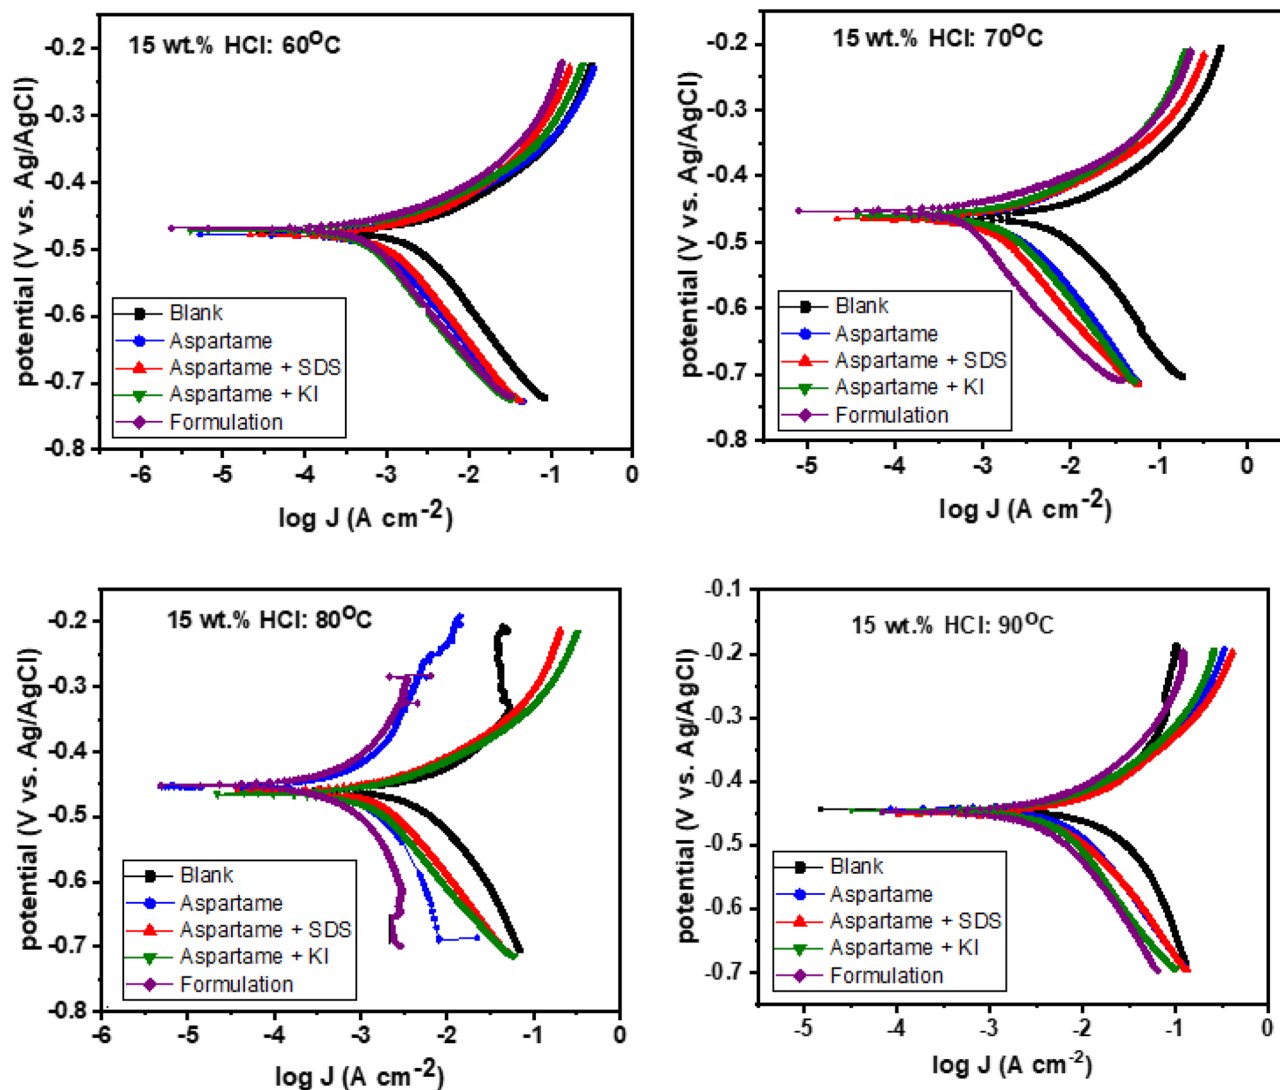 15 wt.% HCl: 60°C
potential (V vs. Ag/AgCl)
-0.2
-0.3
-0.4
-0.5
-0.6
-0.7
-0.8
Blank
Aspartame
Aspartame + SDS
Aspartame + KI
Formulation
-6 -5 -4 -3 -2 -1 0
log J (A cm⁻²)
15 wt.% HCl: 70°C
potential (V vs. Ag/AgCl)
-0.2
-0.3
-0.4
-0.5
-0.6
-0.7
-0.8
Blank
Aspartame
Aspartame + SDS
Aspartame + KI
Formulation
-5 -4 -3 -2 -1 0
log J (A cm⁻²)
15 wt.% HCl: 80°C
potential (V vs. Ag/AgCl)
-0.2
-0.3
-0.4
-0.5
-0.6
-0.7
-0.8
Blank
Aspartame
Aspartame + SDS
Aspartame + KI
Formulation
-6 -5 -4 -3 -2 -1 0
log J (A cm⁻²)
15 wt.% HCl: 90°C
potential (V vs. Ag/AgCl)
-0.1
-0.2
-0.3
-0.4
-0.5
-0.6
-0.7
Blank
Aspartame
Aspartame + SDS
Aspartame + KI
Formulation
-5 -4 -3 -2 -1 0
log J (A cm⁻²)